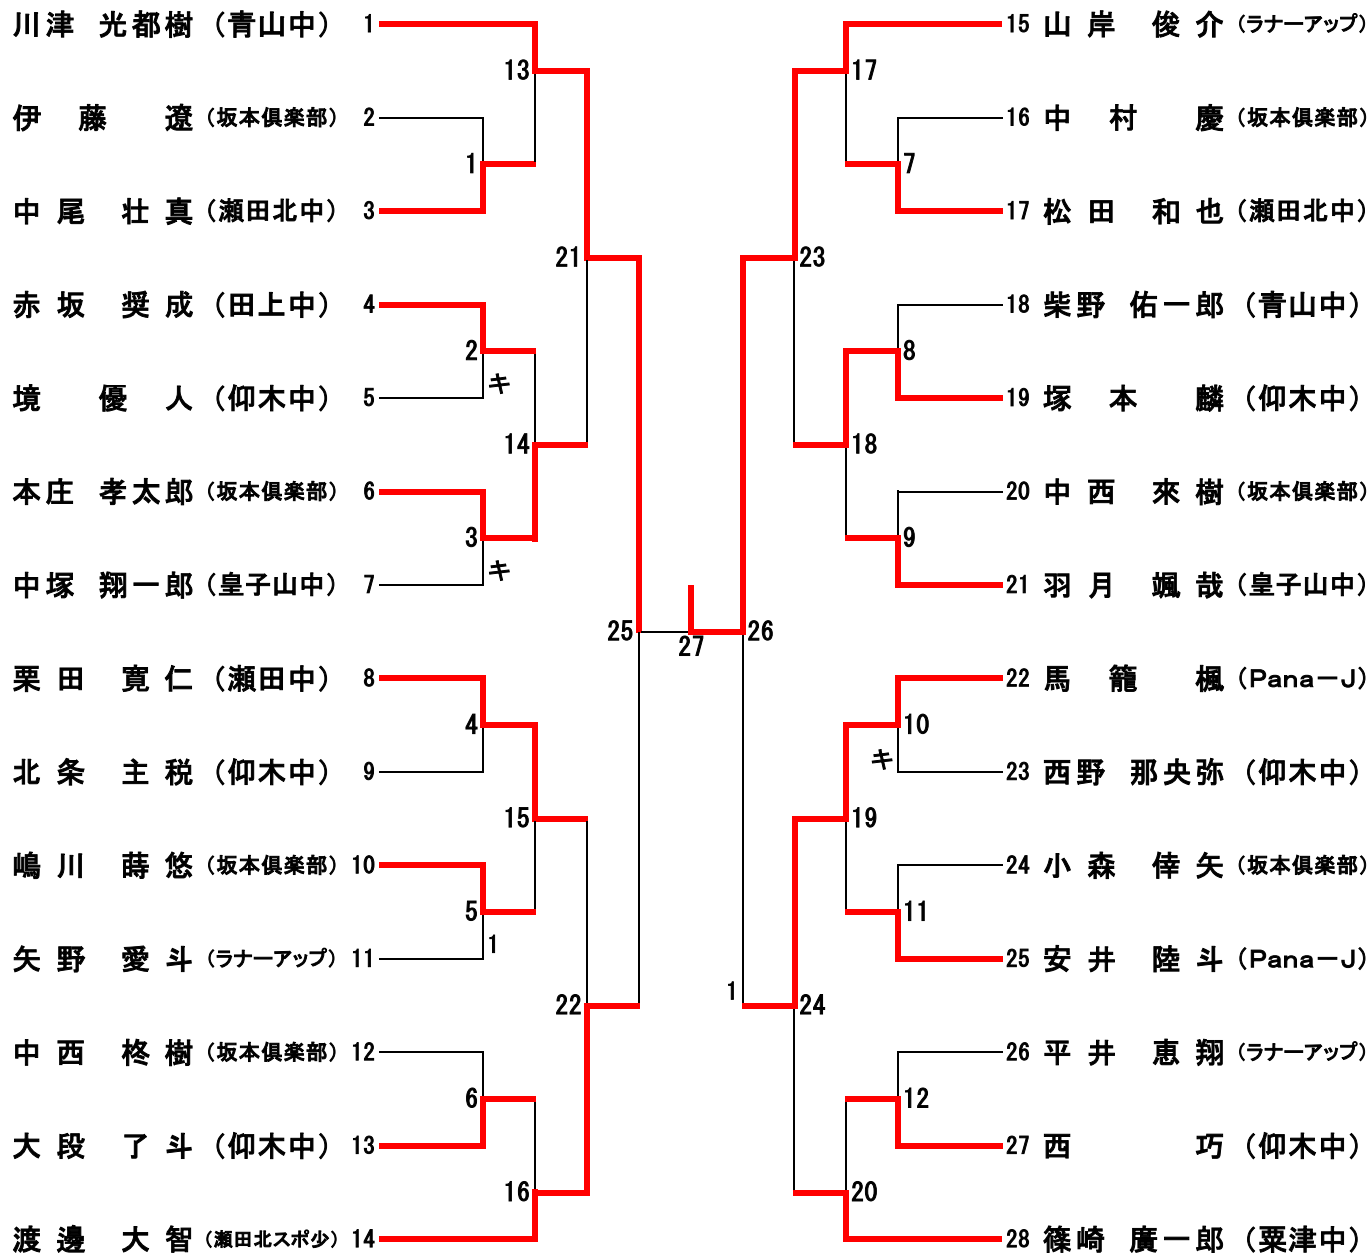 川津 光都樹 (青山中) 1
伊藤 遼 (坂本倶楽部) 2
中尾 壮真 (瀬田北中) 3
赤坂 奨成 (田上中) 4
境 優人 (仰木中) 5
本庄 孝太郎 (坂本倶楽部) 6
中塚 翔一郎 (皇子山中) 7
栗田 寛仁 (瀬田中) 8
北条 主税 (仰木中) 9
嶋川 蒔悠 (坂本倶楽部) 10
矢野 愛斗 (ラナーアップ) 11
中西 柊樹 (坂本倶楽部) 12
大段 了斗 (仰木中) 13
渡邊 大智 (瀬田北スポ少) 14
13
1
21
2
キ
14
3
キ
25
4
15
5
1
22
6
16
27
17
7
23
8
18
9
26
10
キ
19
11
1
24
12
20
15 山岸 俊介 (ラナーアップ)
16 中村 慶 (坂本倶楽部)
17 松田 和也 (瀬田北中)
18 柴野 佑一郎 (青山中)
19 塚本 麟 (仰木中)
20 中西 來樹 (坂本倶楽部)
21 羽月 颯哉 (皇子山中)
22 馬籠 楓 (Pana－J)
23 西野 那央弥 (仰木中)
24 小森 倖矢 (坂本倶楽部)
25 安井 陸斗 (Pana－J)
26 平井 恵翔 (ラナーアップ)
27 西 巧 (仰木中)
28 篠崎 廣一郎 (粟津中)